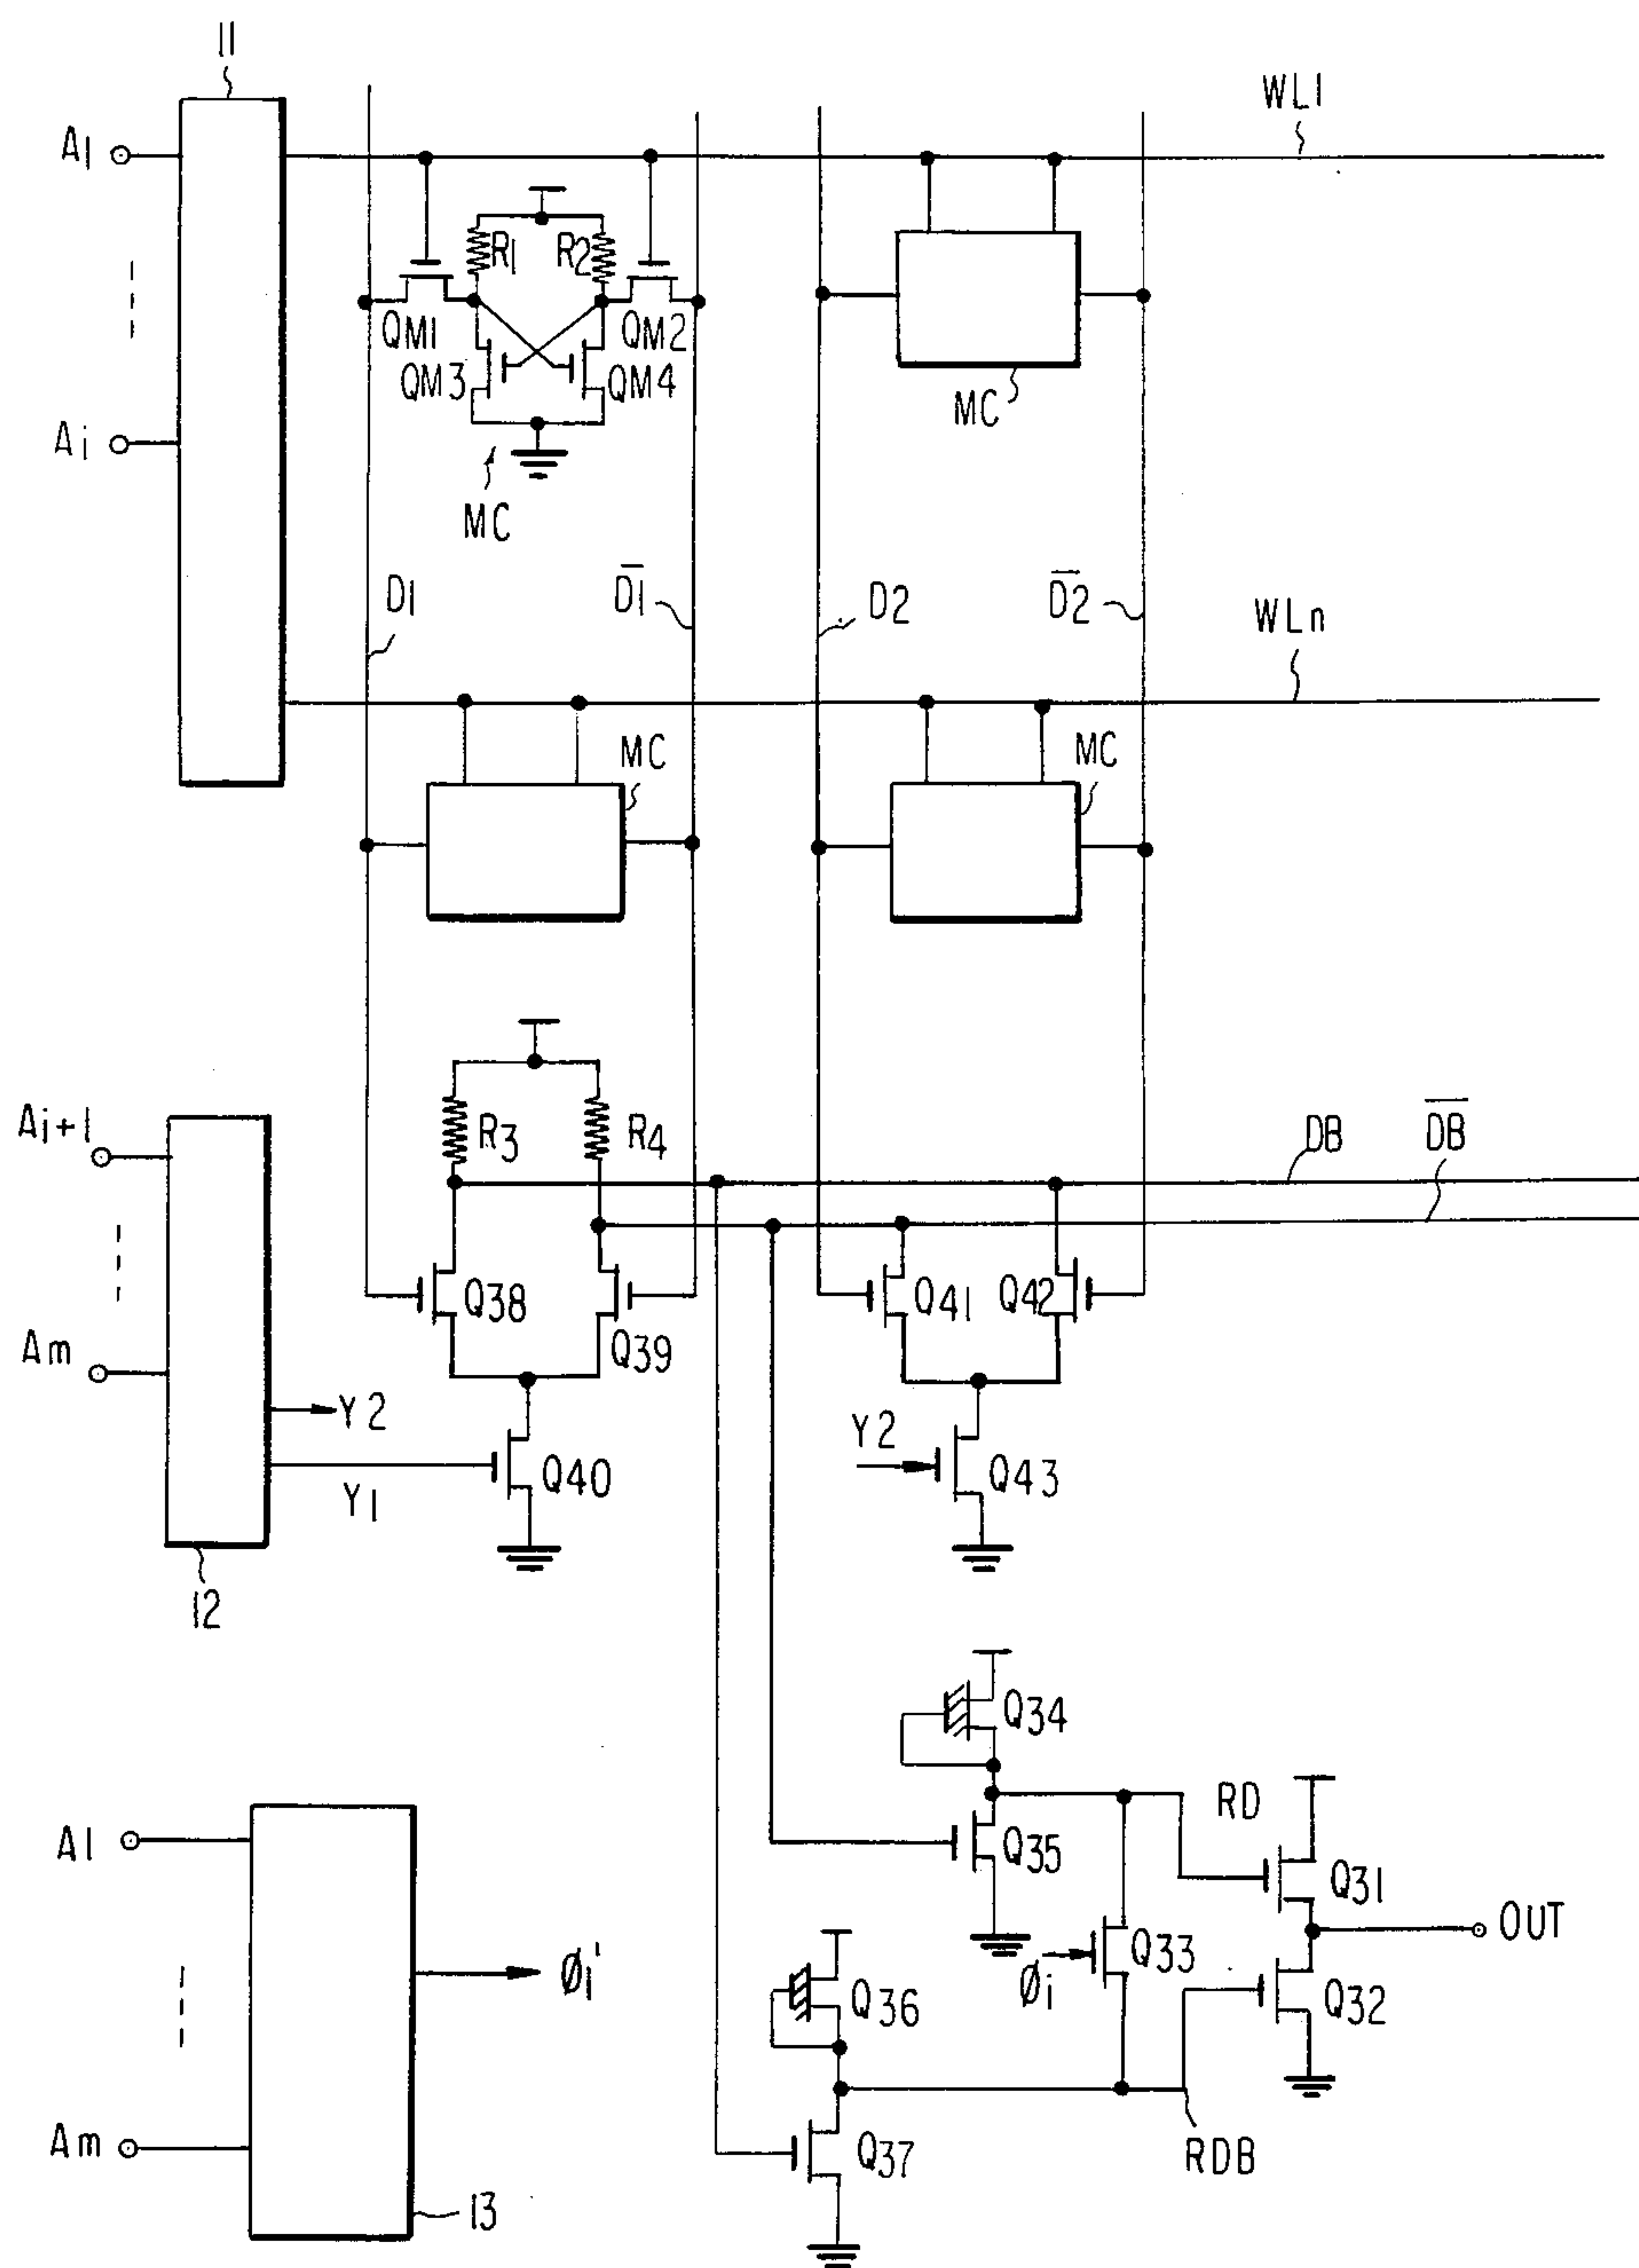 11
WL1
A1
R1
R2
QM1
QM2
QM3
QM4
MC
Ai
MC
D1
D1̅
D2
D2̅
WLn
MC
MC
Ai+1
R3
R4
DB
D̅B̅
Q38
Q39
Q41
Q42
Am
Y2
Y1
Q40
Y2
Q43
12
Q34
RD
A1
Q35
Q31
OUT
Øi
Q33
Øi
Q36
Q32
Am
Q37
RDB
13